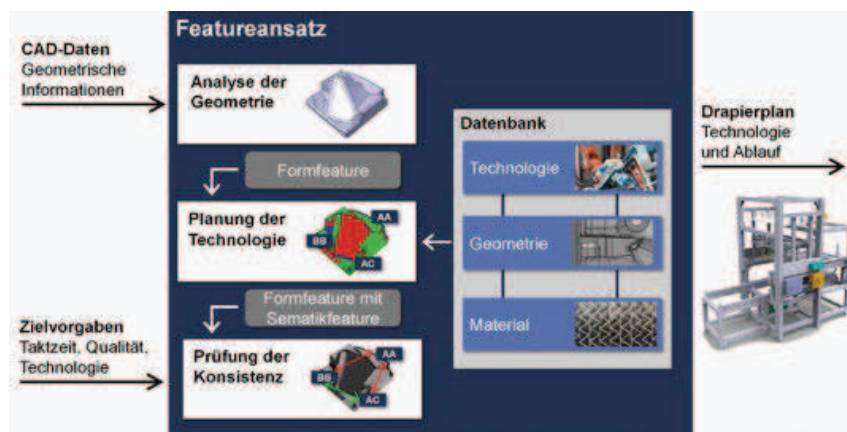 Featureansatz
CAD-Daten
Geometrische
Informationen
Analyse der
Geometrie
Formfeature
Planung der
Technologie
AA
BB
AC
Formfeature mit
Sematikfeature
Zielvorgaben
Taktzeit, Qualität,
Technologie
Prüfung der
Konsistenz
AA
BB
AC
Datenbank
Technologie
Geometrie
Material
Drapierplan
Technologie
und Ablauf